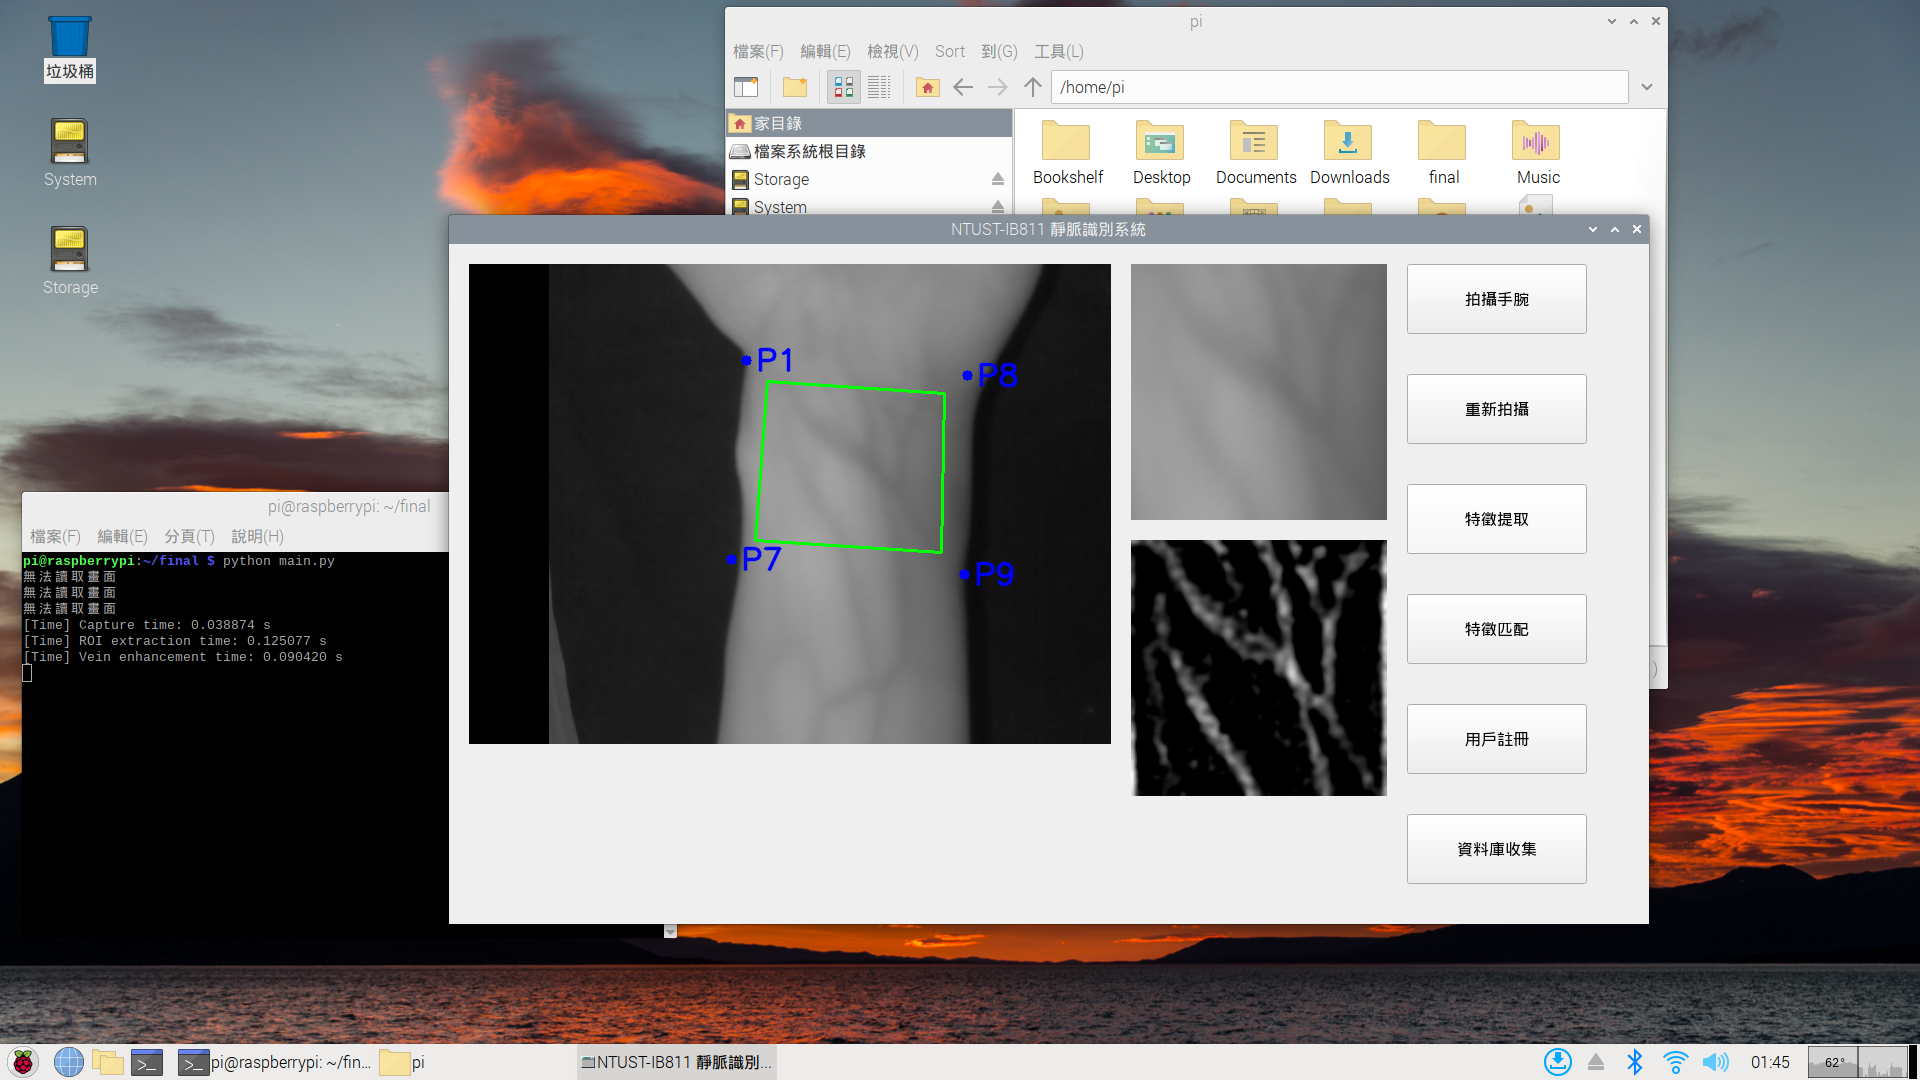 垃圾桶
System
Storage
pi
檔案(F) 編輯(E) 檢視(V) Sort 到(G) 工具(L)
/home/pi
家目錄
檔案系統根目錄
Storage
System
Bookshelf Desktop Documents Downloads final Music
NTUST-IB811 靜脈識別系統
P1
P8
P7
P9
拍攝手腕
重新拍攝
特徵提取
特徵匹配
用戶註冊
資料庫收集
)
pi@raspberrypi: ~/final
檔案(F) 編輯(E) 分頁(T) 說明(H)
pi@raspberrypi:~/final $ python main.py
無法讀取畫面
無法讀取畫面
無法讀取畫面
[Time] Capture time: 0.038874 s
[Time] ROI extraction time: 0.125077 s
[Time] Vein enhancement time: 0.090420 s
pi@raspberrypi: ~/fin... pi NTUST-IB811 靜脈識別... 01:45 62°